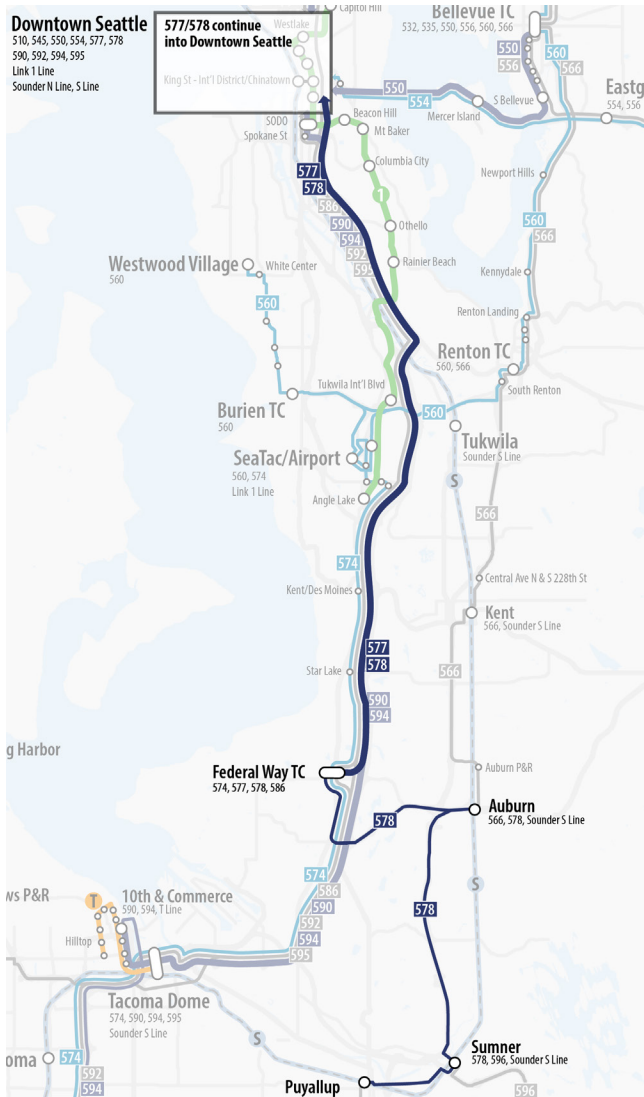 Downtown Seattle
510, 545, 550, 554, 577, 578
590, 592, 594, 595
Link 1 Line
Sounder N Line, S Line
577/578 continue
into Downtown Seattle
Capitol Hill
Westlake
King St - Int'l District/Chinatown
SODO
Spokane St
Bellevue TC
532, 535, 550, 556, 560, 566
550
556
560
566
550
554
S Bellevue
Mercer Island
Eastg
554, 556
Beacon Hill
Mt Baker
Columbia City
577
578
586
590
594
592
1
Othello
Rainier Beach
Newport Hills
560
566
Kennydale
Westwood Village
560
White Center
560
Renton Landing
Renton TC
560, 566
South Renton
Tukwila Int'l Blvd
560
Burien TC
560
Tukwila
Sounder S Line
SeaTac/Airport
560, 574
Link 1 Line
Angle Lake
S
566
574
Kent/Des Moines
Central Ave N & S 228th St
Kent
566, Sounder S Line
577
578
Star Lake
566
590
594
g Harbor
Federal Way TC
574, 577, 578, 586
Auburn P&R
Auburn
566, 578, Sounder S Line
578
574
586
590
592
594
595
S
578
ws P&R
T
10th & Commerce
590, 594, T Line
Hilltop
Tacoma Dome
574, 590, 594, 595
Sounder S Line
S
oma
574
592
594
Sumner
578, 596, Sounder S Line
Puyallup
596